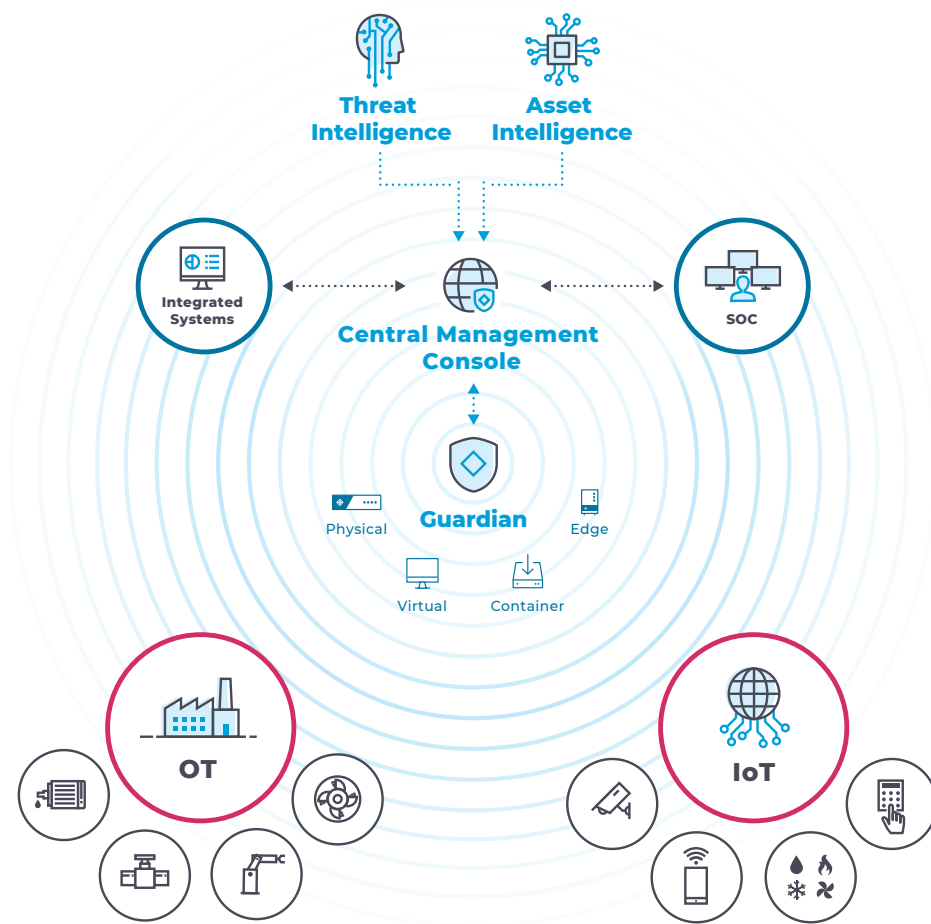 Threat
Intelligence
Asset
Intelligence
Integrated
Systems
SOC
Central Management
Console
Guardian
Physical
Edge
Virtual
Container
OT
IoT